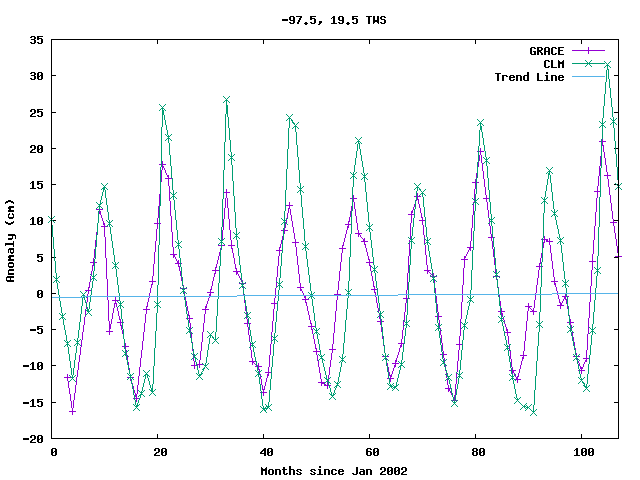 -97.5, 19.5 TWS
GRACE
CLM
Trend Line
35
30
25
20
15
10
5
0
-5
-10
-15
-20
Anomaly (cm)
0 20 40 60 80 100
Months since Jan 2002